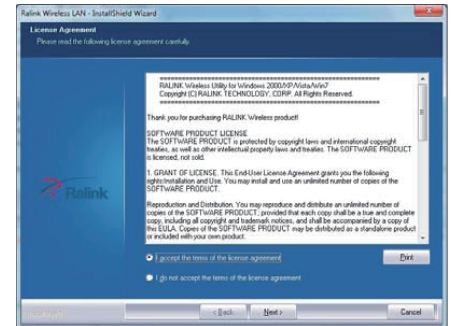 Ralink Wireless LAN - InstallShield Wizard
License Agreement
Please read the following license agreement carefully.
RALINK Wireless Utility for Windows 2000/XP/Vista/Win7
Copyright (C) RALINK TECHNOLOGY, CORP. All Rights Reserved.
Thank you for purchasing RALINK Wireless product!
SOFTWARE PRODUCT LICENSE
The SOFTWARE PRODUCT is protected by copyright laws and international copyright
treaties, as well as other intellectual property laws and treaties. The SOFTWARE PRODUCT
is licensed, not sold.
1. GRANT OF LICENSE. This End-User License Agreement grants you the following
rights:Installation and Use. You may install and use an unlimited number of copies of the
SOFTWARE PRODUCT.
Reproduction and Distribution. You may reproduce and distribute an unlimited number of
copies of the SOFTWARE PRODUCT; provided that each copy shall be a true and complete
copy, including all copyright and trademark notices, and shall be accompanied by a copy of
the EULA. Copies of the SOFTWARE PRODUCT may be distributed as a standalone product
or included with your own product.
Ralink
I accept the terms of the license agreement
Print
I do not accept the terms of the license agreement
< Back
Next >
Cancel